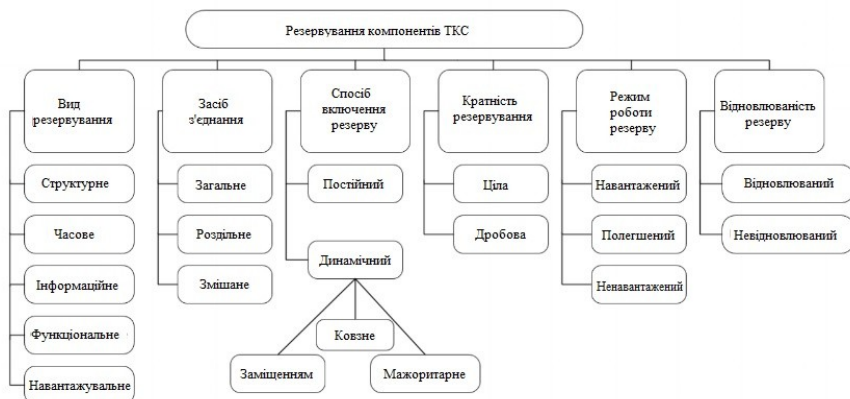 Резервування компонентів ТКС
Вид
резервування
Структурне
Часове
Інформаційне
Функціональне
Навантажувальне
Засіб
з'єднання
Загальне
Роздільне
Змішане
Спосіб
включення
резерву
Постійний
Динамічний
Ковзне
Заміщенням
Мажоритарне
Кратність
резервування
Ціла
Дробова
Режим
роботи
резерву
Навантажений
Полегшений
Ненавантажений
Відновлюваність
резерву
Відновлюваний
Невідновлюваний